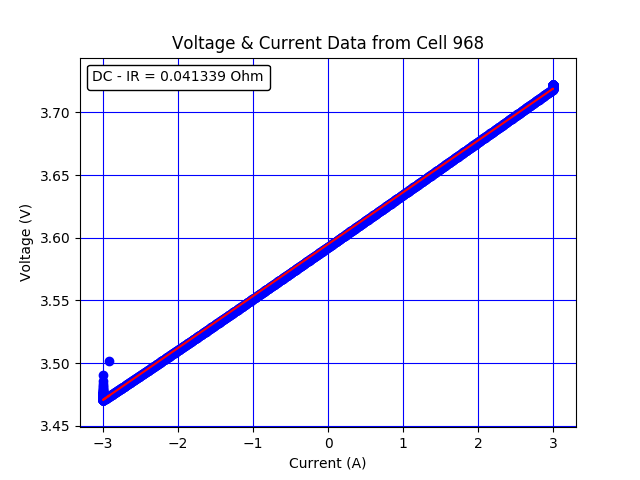 Voltage & Current Data from Cell 968
DC - IR = 0.041339 Ohm
3.70
3.65
3.60
3.55
3.50
3.45
Voltage (V)
−3 −2 −1 0 1 2 3
Current (A)